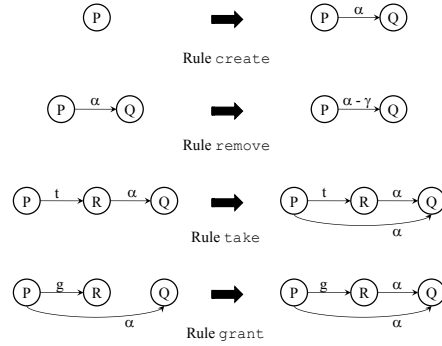 P α P Q
Rule create
P α Q P α - γ Q
Rule remove
P t R α Q P t R α Q
α
Rule take
P g R Q P g R α Q
α α
Rule grant